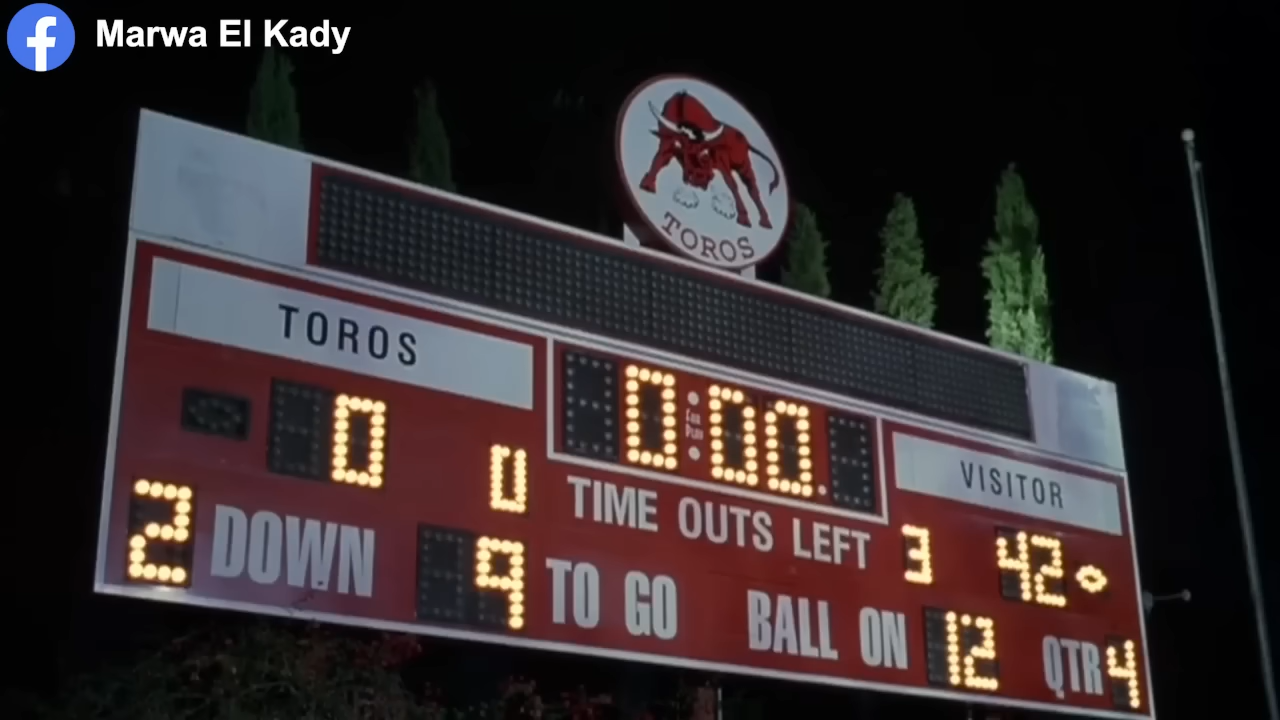 Marwa El Kady
TOROS
TOROS
0:00
VISITOR
0
0
TIME OUTS LEFT
3
42
2 DOWN
9 TO GO
BALL ON 12
QTR 4